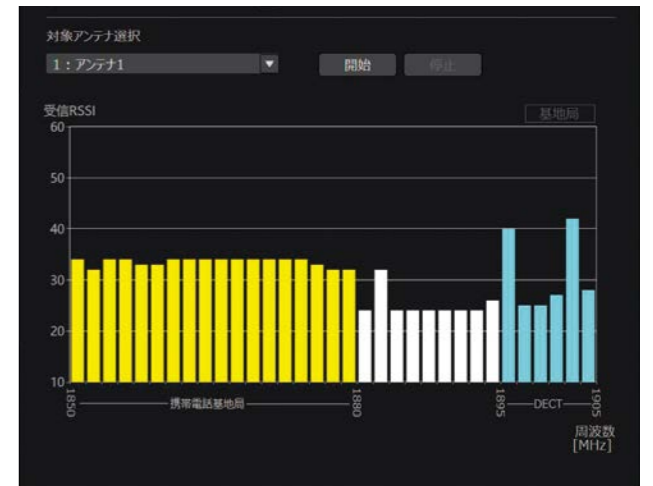 対象アンテナ選択
1：アンテナ1
開始
停止
受信RSSI
基地局
60
50
40
30
20
10
1850
携帯電話基地局
1880
1895
DECT
1905
周波数
[MHz]